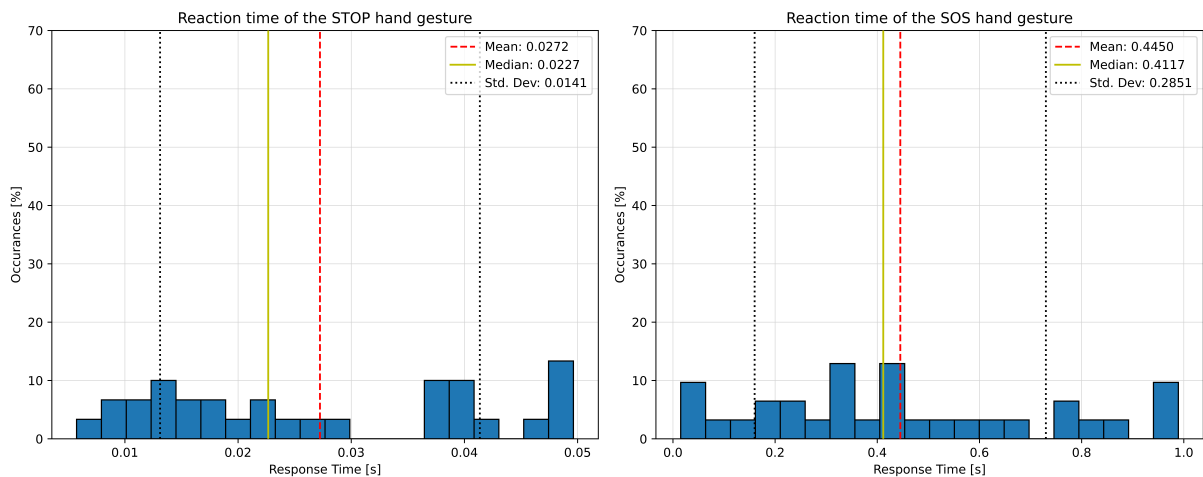 Reaction time of the STOP hand gesture
70
60
50
40
30
20
10
0
Occurances [%]
0.01
0.02
0.03
0.04
0.05
Response Time [s]
Mean: 0.0272
Median: 0.0227
Std. Dev: 0.0141
Reaction time of the SOS hand gesture
70
60
50
40
30
20
10
0
Occurances [%]
0.0
0.2
0.4
0.6
0.8
1.0
Response Time [s]
Mean: 0.4450
Median: 0.4117
Std. Dev: 0.2851